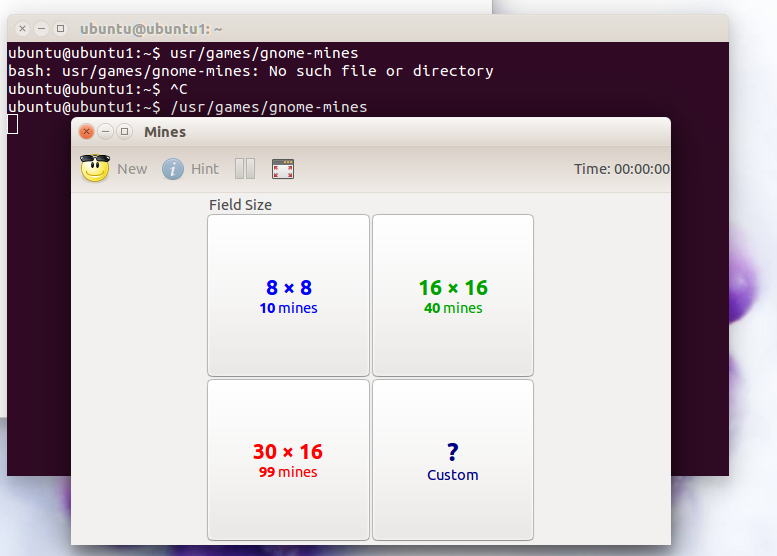 ubuntu@ubuntu1: ~
ubuntu@ubuntu1:~$ usr/games/gnome-mines
bash: usr/games/gnome-mines: No such file or directory
ubuntu@ubuntu1:~$ ^C
ubuntu@ubuntu1:~$ /usr/games/gnome-mines
Mines
New Hint Time: 00:00:00
Field Size
8 × 8
10 mines
16 × 16
40 mines
30 × 16
99 mines
?
Custom